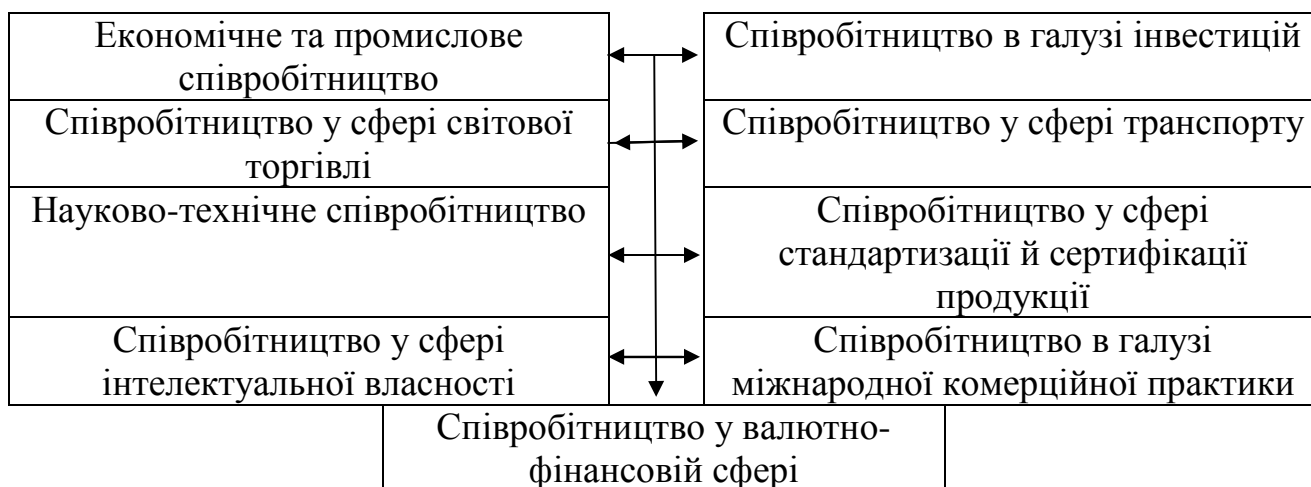 Економічне та промислове
співробітництво
Співробітництво в галузі інвестицій
Співробітництво у сфері світової
торгівлі
Співробітництво у сфері транспорту
Науково-технічне співробітництво
Співробітництво у сфері
стандартизації й сертифікації
продукції
Співробітництво у сфері
інтелектуальної власності
Співробітництво в галузі
міжнародної комерційної практики
Співробітництво у валютно-
фінансовій сфері